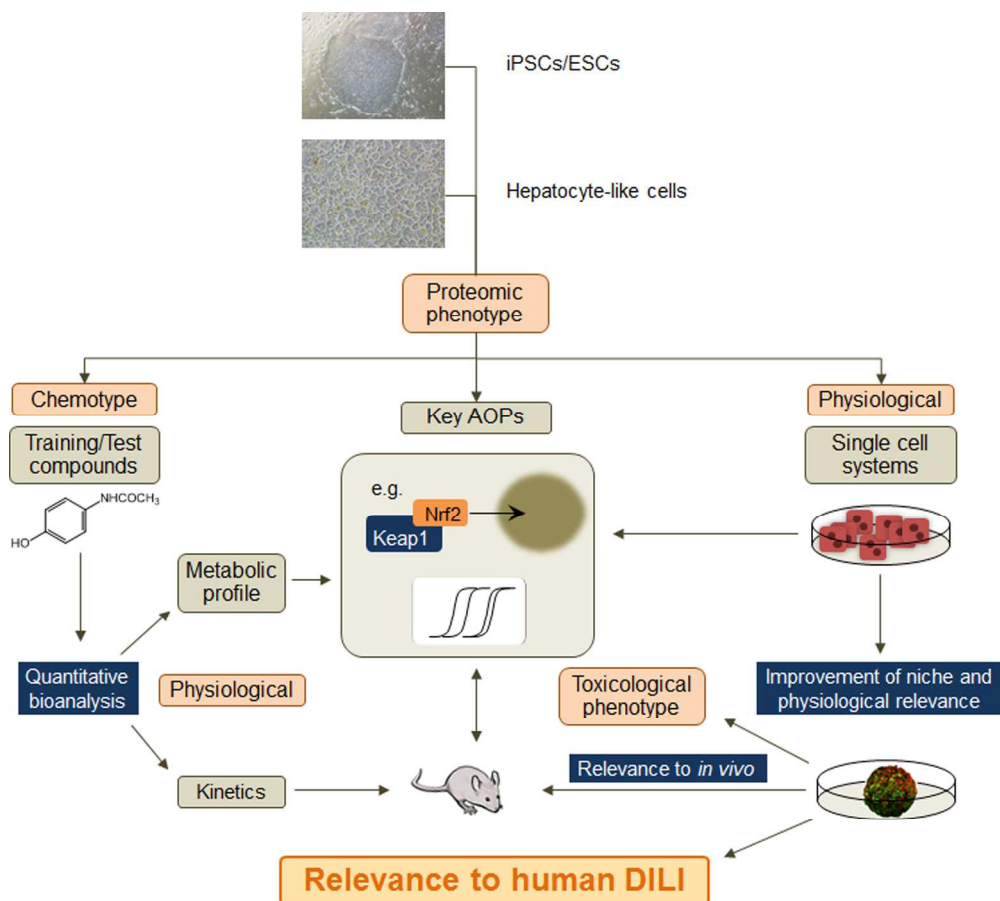 iPSCs/ESCs
Hepatocyte-like cells
Proteomic
phenotype
Chemotype
Key AOPs
Physiological
Training/Test
compounds
Single cell
systems
NHCOCH₃
HO
e.g.
Nrf2
Keap1
Metabolic
profile
Quantitative
bioanalysis
Physiological
Toxicological
phenotype
Improvement of niche and
physiological relevance
Relevance to in vivo
Kinetics
Relevance to human DILI